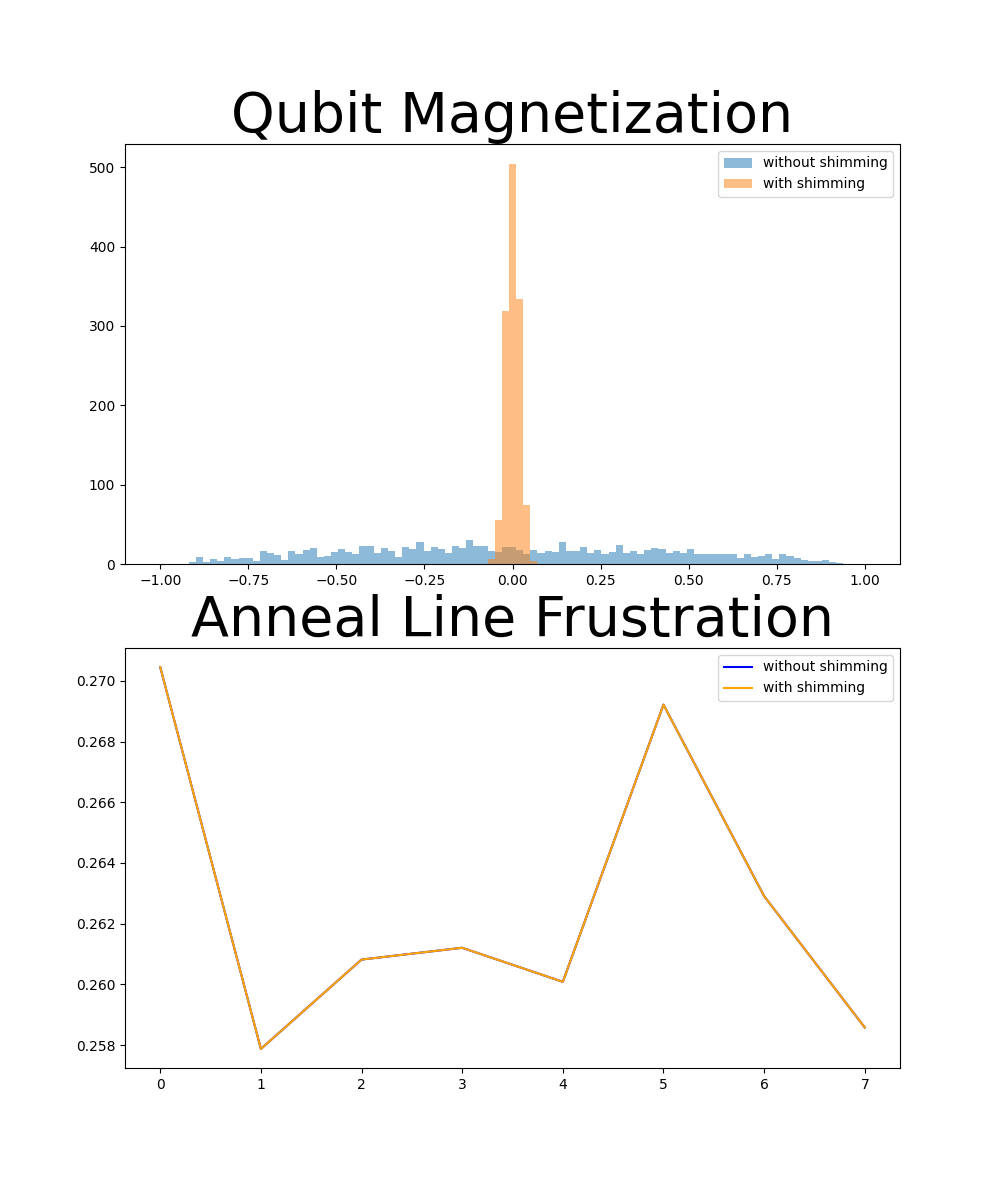 Qubit Magnetization
without shimming
with shimming
500
400
300
200
100
0
−1.00 −0.75 −0.50 −0.25 0.00 0.25 0.50 0.75 1.00
Anneal Line Frustration
without shimming
with shimming
0.270
0.268
0.266
0.264
0.262
0.260
0.258
0 1 2 3 4 5 6 7